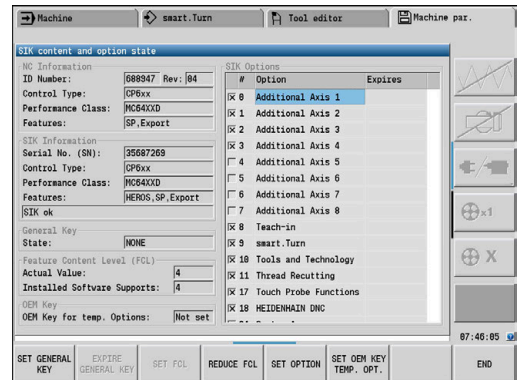 Machine
smart.Turn
Tool editor
Machine par.
SIK content and option state
NC Information
ID Number: 688947 Rev: 04
Control Type: CP6xx
Performance Class: MC64XXD
Features: SP,Export
SIK Information
Serial No. (SN): 35687269
Control Type: CP6xx
Performance Class: MC64XXD
Features: HEROS,SP,Export
SIK ok
General Key
State: NONE
Feature Content Level (FCL)
Actual Value: 4
Installed Software Supports: 4
OEM Key
OEM Key for temp. Options: Not set
SIK Options
# Option Expires
0 Additional Axis 1
1 Additional Axis 2
2 Additional Axis 3
3 Additional Axis 4
4 Additional Axis 5
5 Additional Axis 6
6 Additional Axis 7
7 Additional Axis 8
8 Teach-in
9 smart.Turn
10 Tools and Technology
11 Thread Recutting
17 Touch Probe Functions
18 HEIDENHAIN DNC
x1
X
07:46:05
SET GENERAL KEY
EXPIRE GENERAL KEY
SET FCL
REDUCE FCL
SET OPTION
SET OEM KEY TEMP. OPT.
END